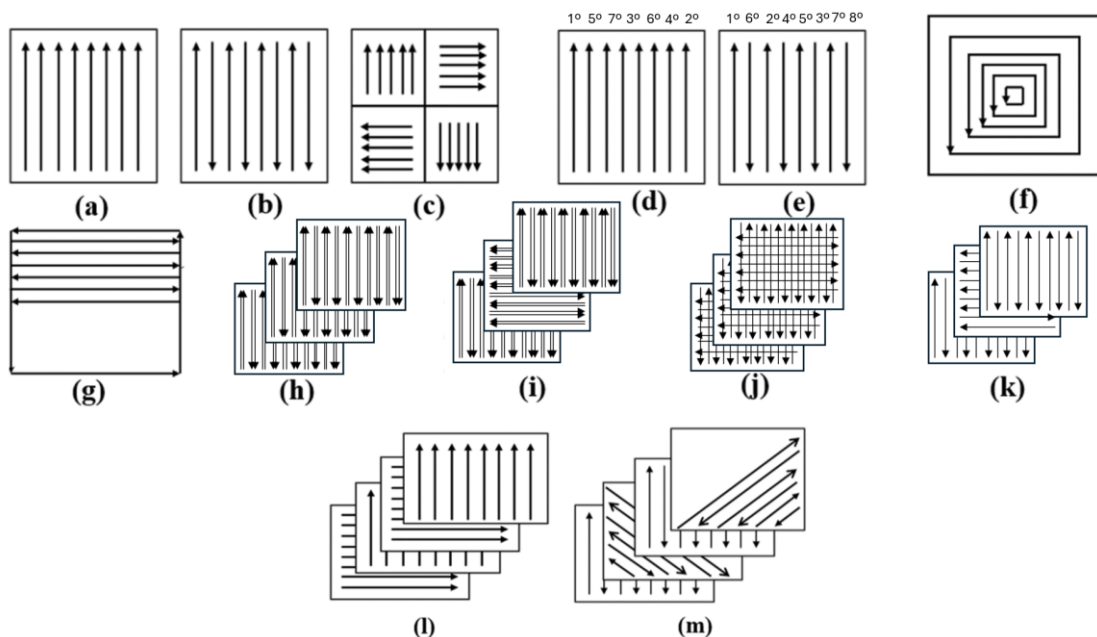 1º 5º 7º 3º 6º 4º 2º
1º 6º 2º 4º 5º 3º 7º 8º
(a)
(b)
(c)
(d)
(e)
(f)
(g)
(h)
(i)
(j)
(k)
(l)
(m)